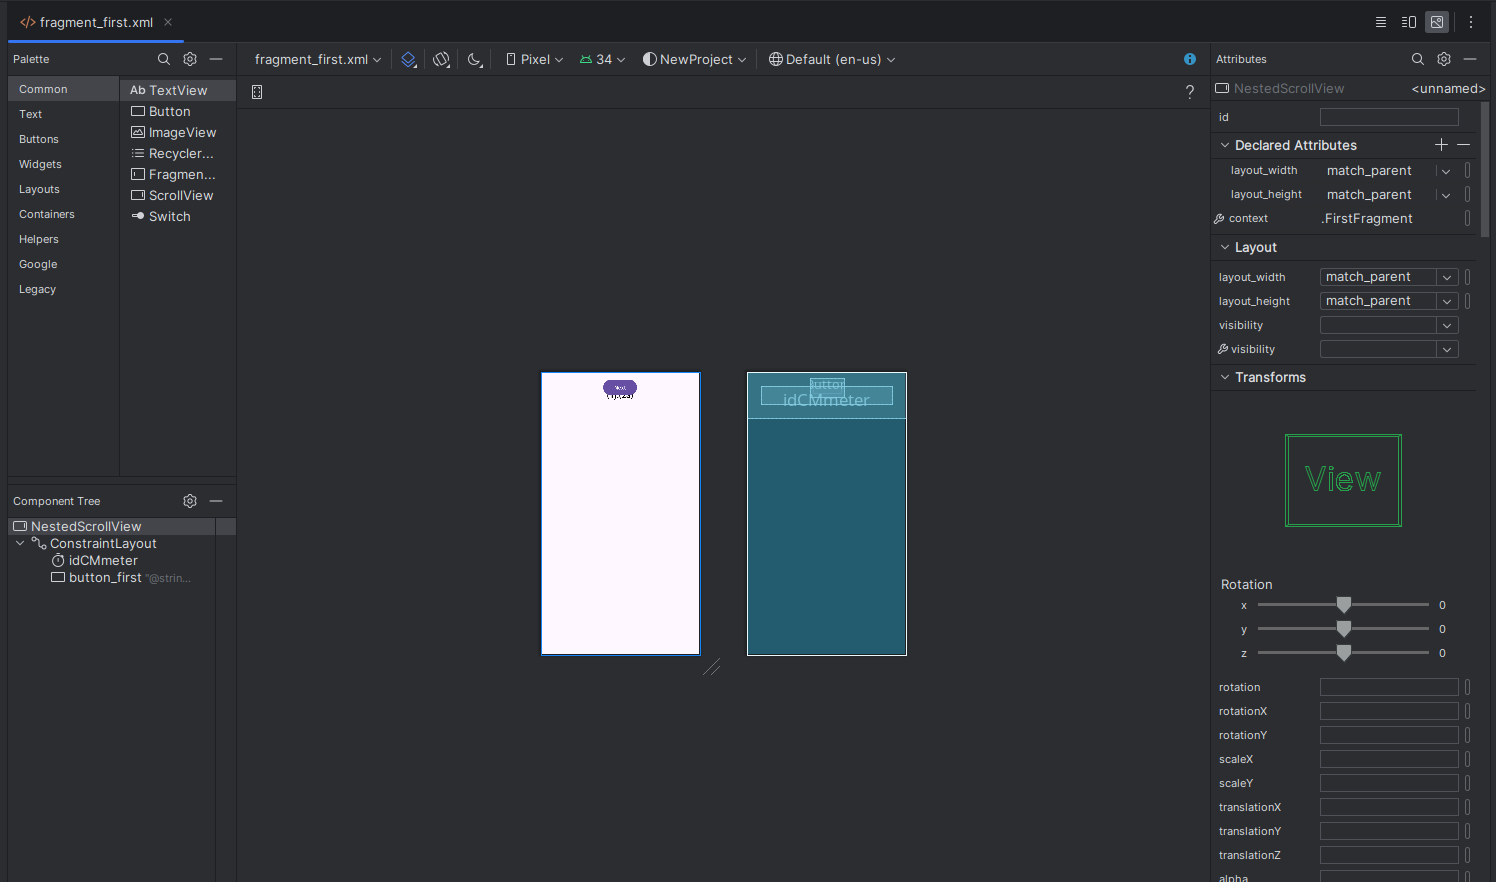 fragment_first.xml
Palette
fragment_first.xml
Pixel
34
NewProject
Default (en-us)
Attributes
Common
Text
Buttons
Widgets
Layouts
Containers
Helpers
Google
Legacy
Ab TextView
Button
ImageView
Recycler...
Fragmen...
ScrollView
Switch
?
NestedScrollView <unnamed>
id
Declared Attributes
layout_width match_parent
layout_height match_parent
context .FirstFragment
Layout
layout_width match_parent
layout_height match_parent
visibility
visibility
Transforms
View
Next
idCMmeter
Component Tree
NestedScrollView
ConstraintLayout
idCMmeter
button_first "@strin...
Rotation
x 0
y 0
z 0
rotation
rotationX
rotationY
scaleX
scaleY
translationX
translationY
translationZ
alpha